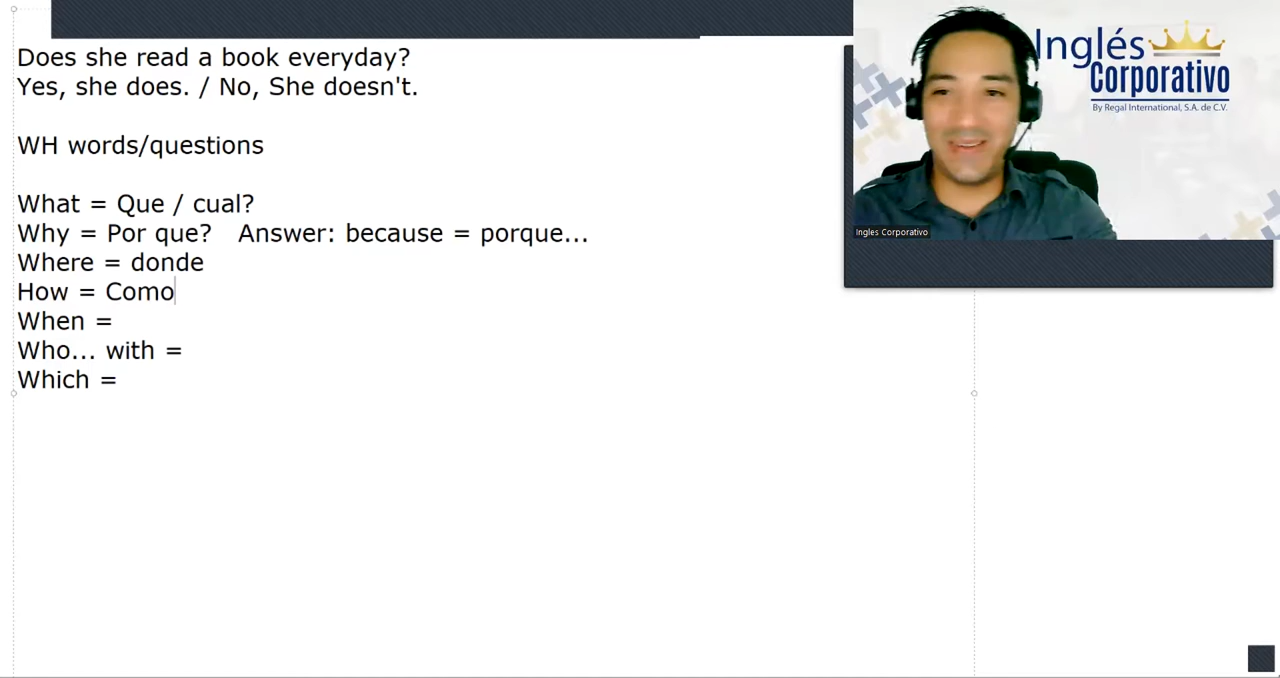 Does she read a book everyday?
Yes, she does. / No, She doesn't.
WH words/questions
What = Que / cual?
Why = Por que? Answer: because = porque...
Where = donde
How = Como
When =
Who... with =
Which =
Inglés
Corporativo
By Regal International, S.A. de C.V.
Ingles Corporativo